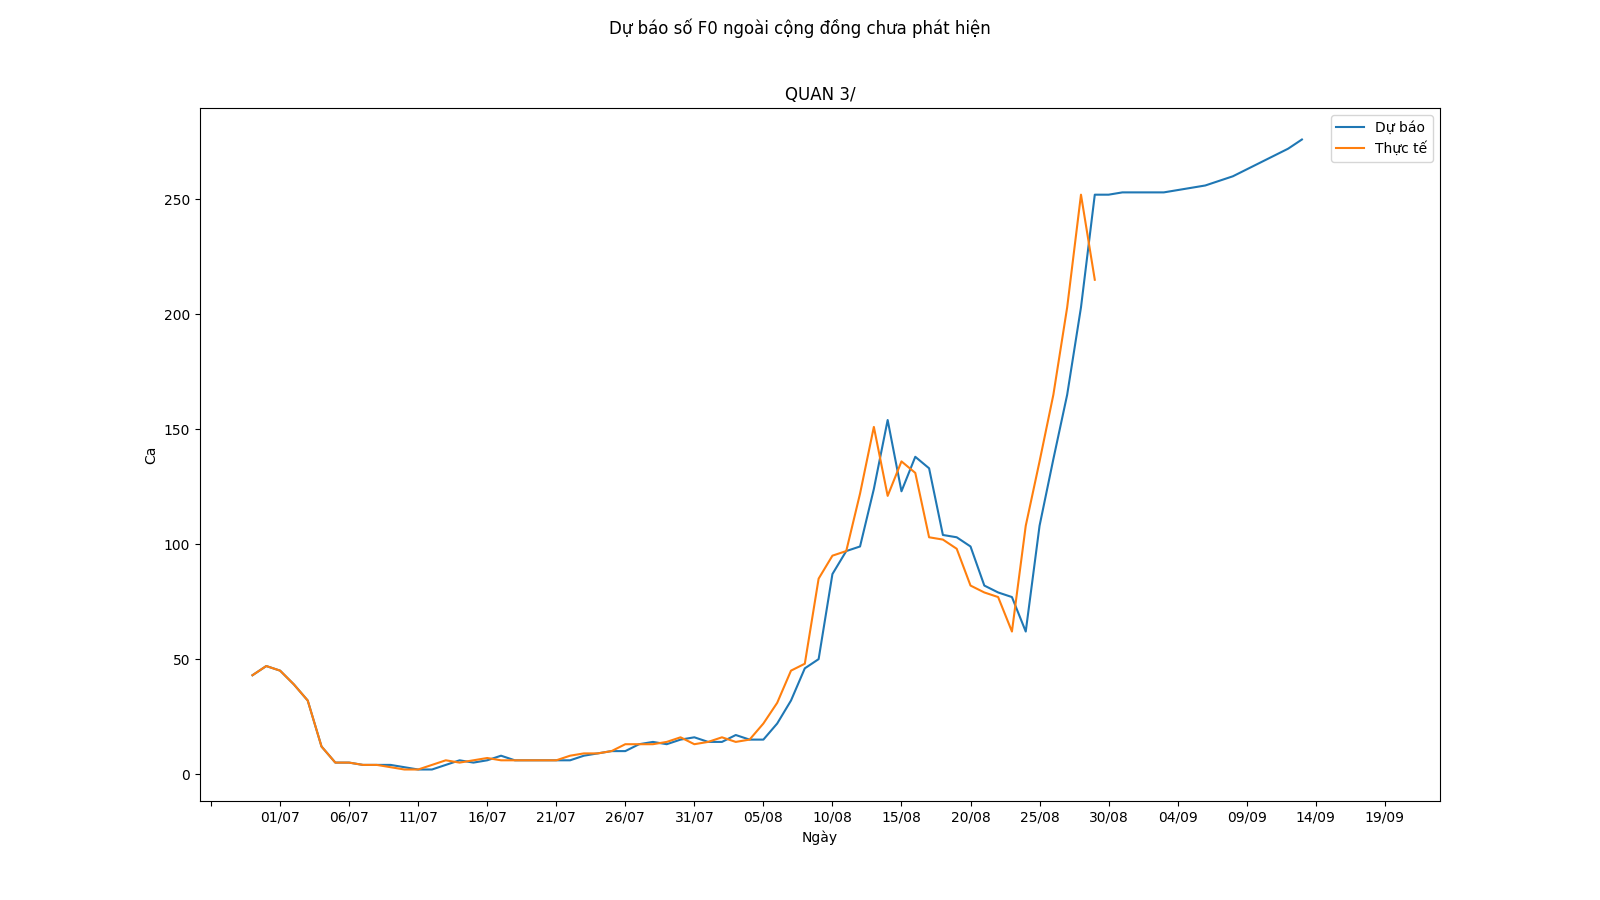 Dự báo số F0 ngoài cộng đồng chưa phát hiện
QUAN 3/
Dự báo
Thực tế
250
200
150
100
50
0
Ca
01/07 06/07 11/07 16/07 21/07 26/07 31/07 05/08 10/08 15/08 20/08 25/08 30/08 04/09 09/09 14/09 19/09
Ngày